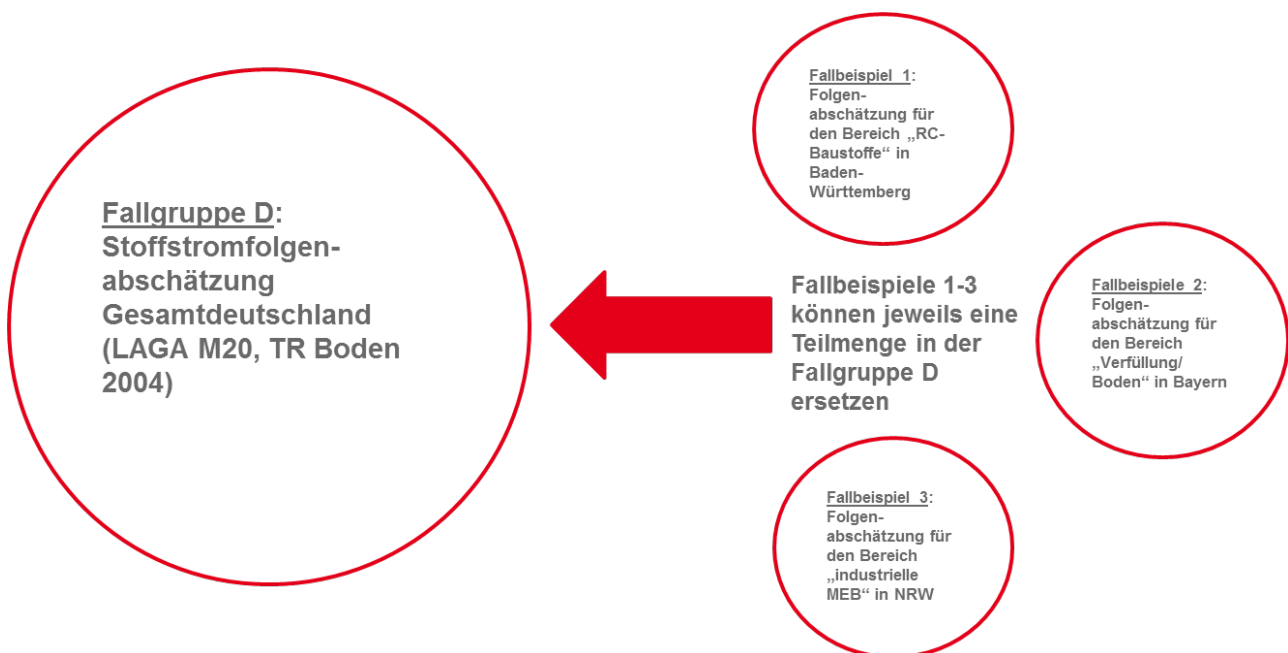 Fallgruppe D:
Stoffstromfolgen-
abschätzung
Gesamtdeutschland
(LAGA M20, TR Boden
2004)
Fallbeispiele 1-3
können jeweils eine
Teilmenge in der
Fallgruppe D
ersetzen
Fallbeispiel 1:
Folgen-
abschätzung für
den Bereich „RC-
Baustoffe“ in
Baden-
Württemberg
Fallbeispiele 2:
Folgen-
abschätzung für
den Bereich
„Verfüllung/
Boden“ in Bayern
Fallbeispiel 3:
Folgen-
abschätzung für
den Bereich
„industrielle
MEB“ in NRW